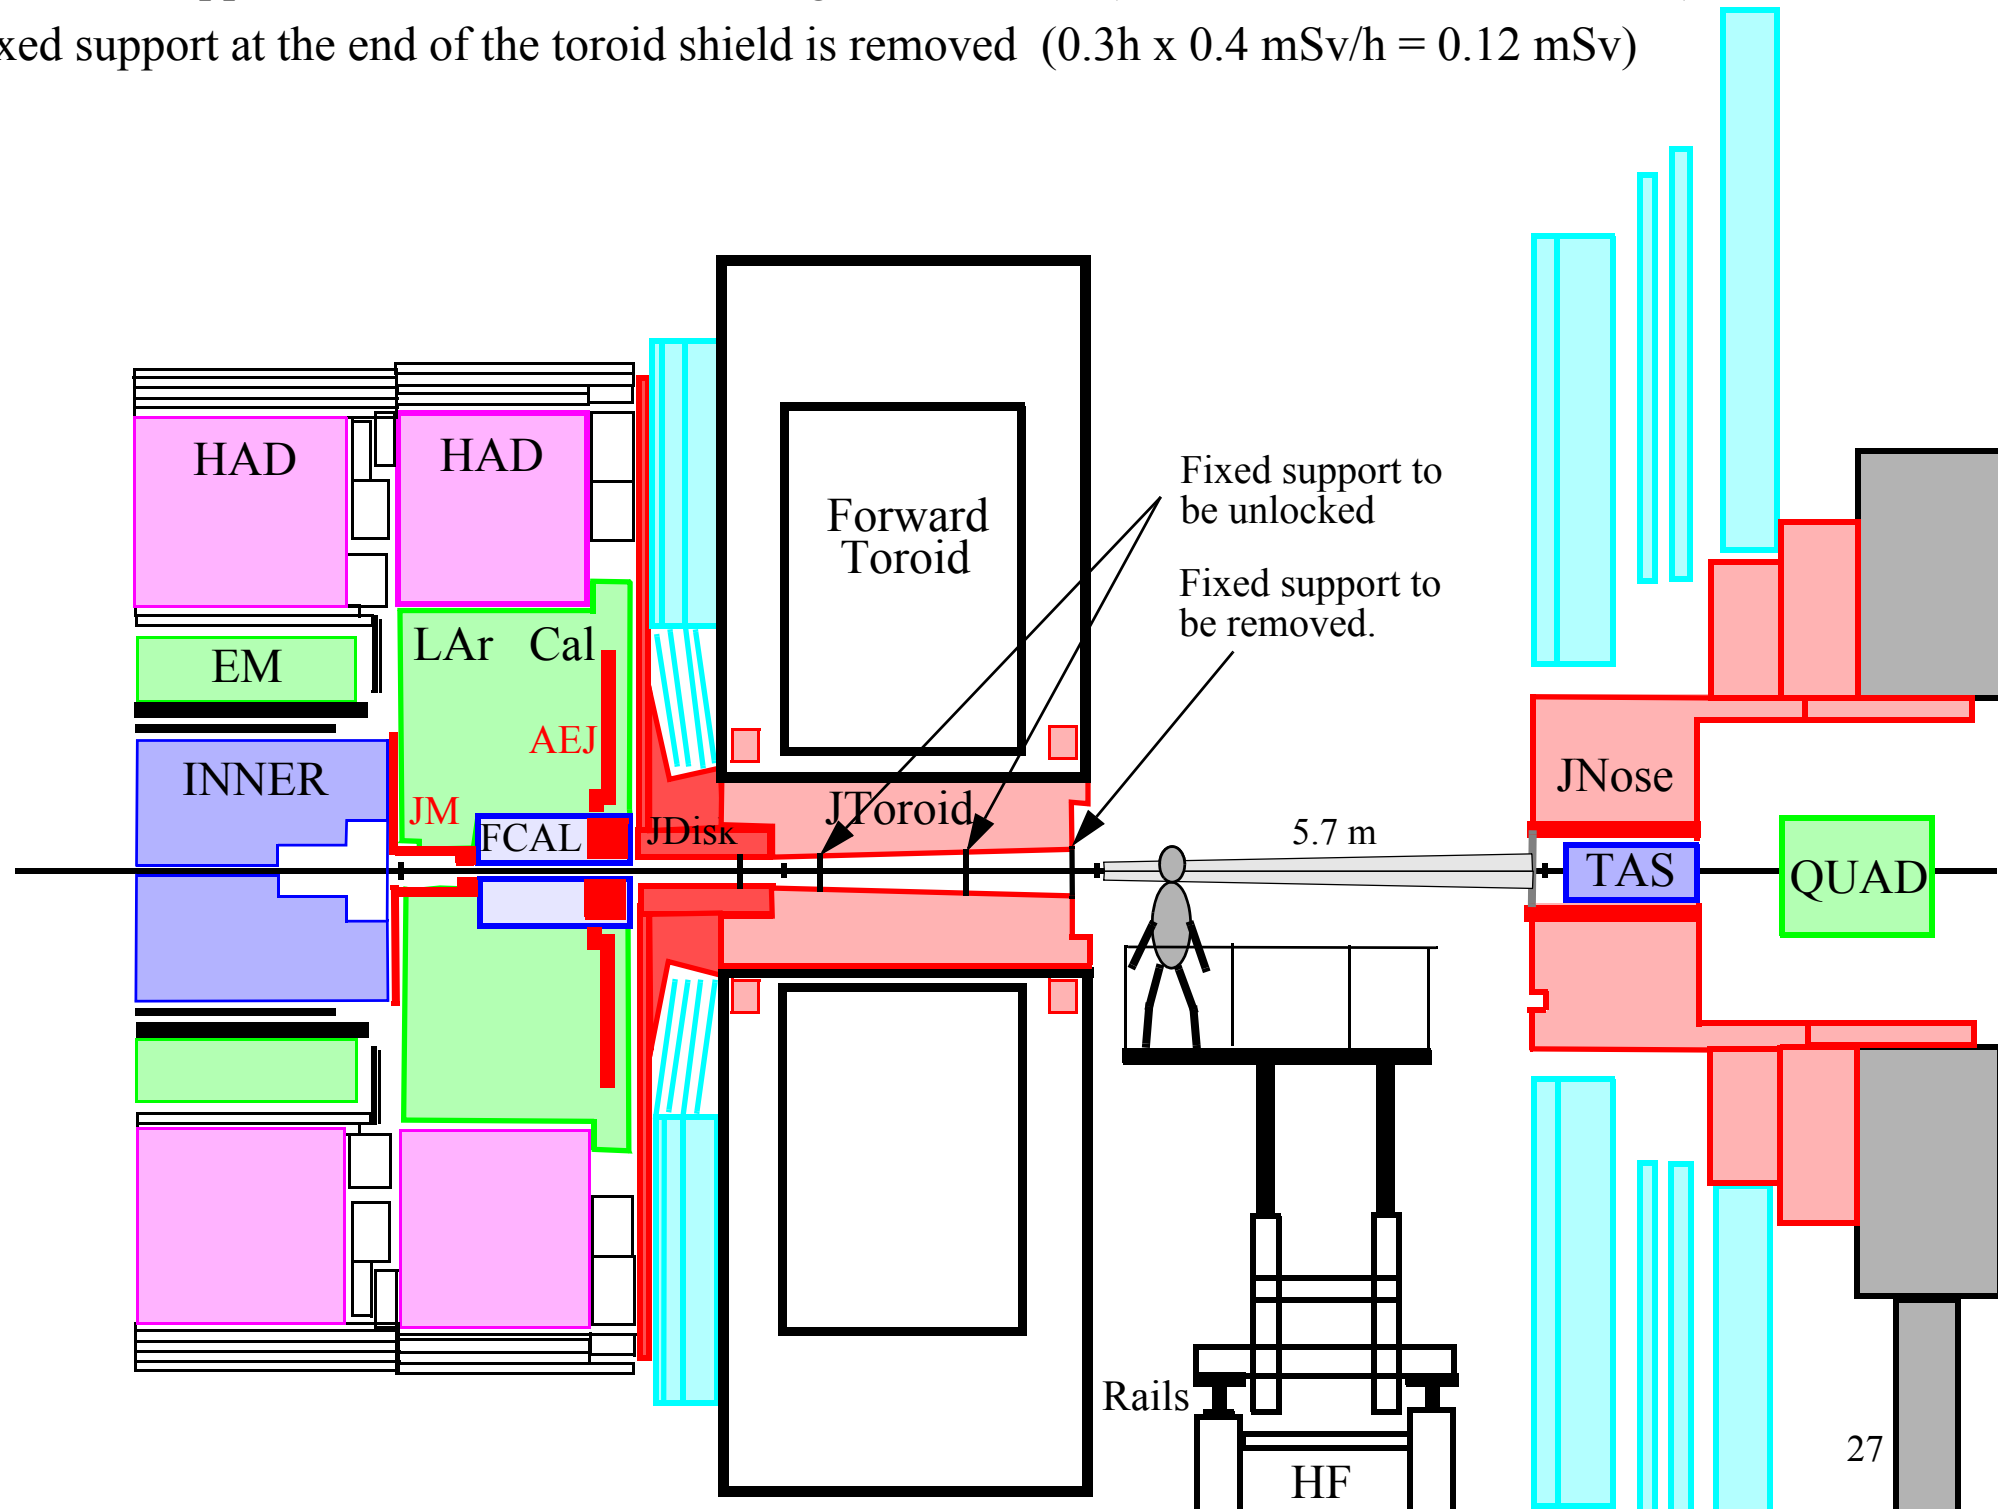 xed support at the end of the toroid shield is removed (0.3h x 0.4 mSv/h = 0.12 mSv)
HAD
HAD
Fixed support to
be unlocked
Forward
Toroid
Fixed support to
be removed.
LAr Cal
EM
AEJ
INNER
JNose
JM
JToroid
FCAL
JDisk
5.7 m
TAS
QUAD
Rails
27
HF